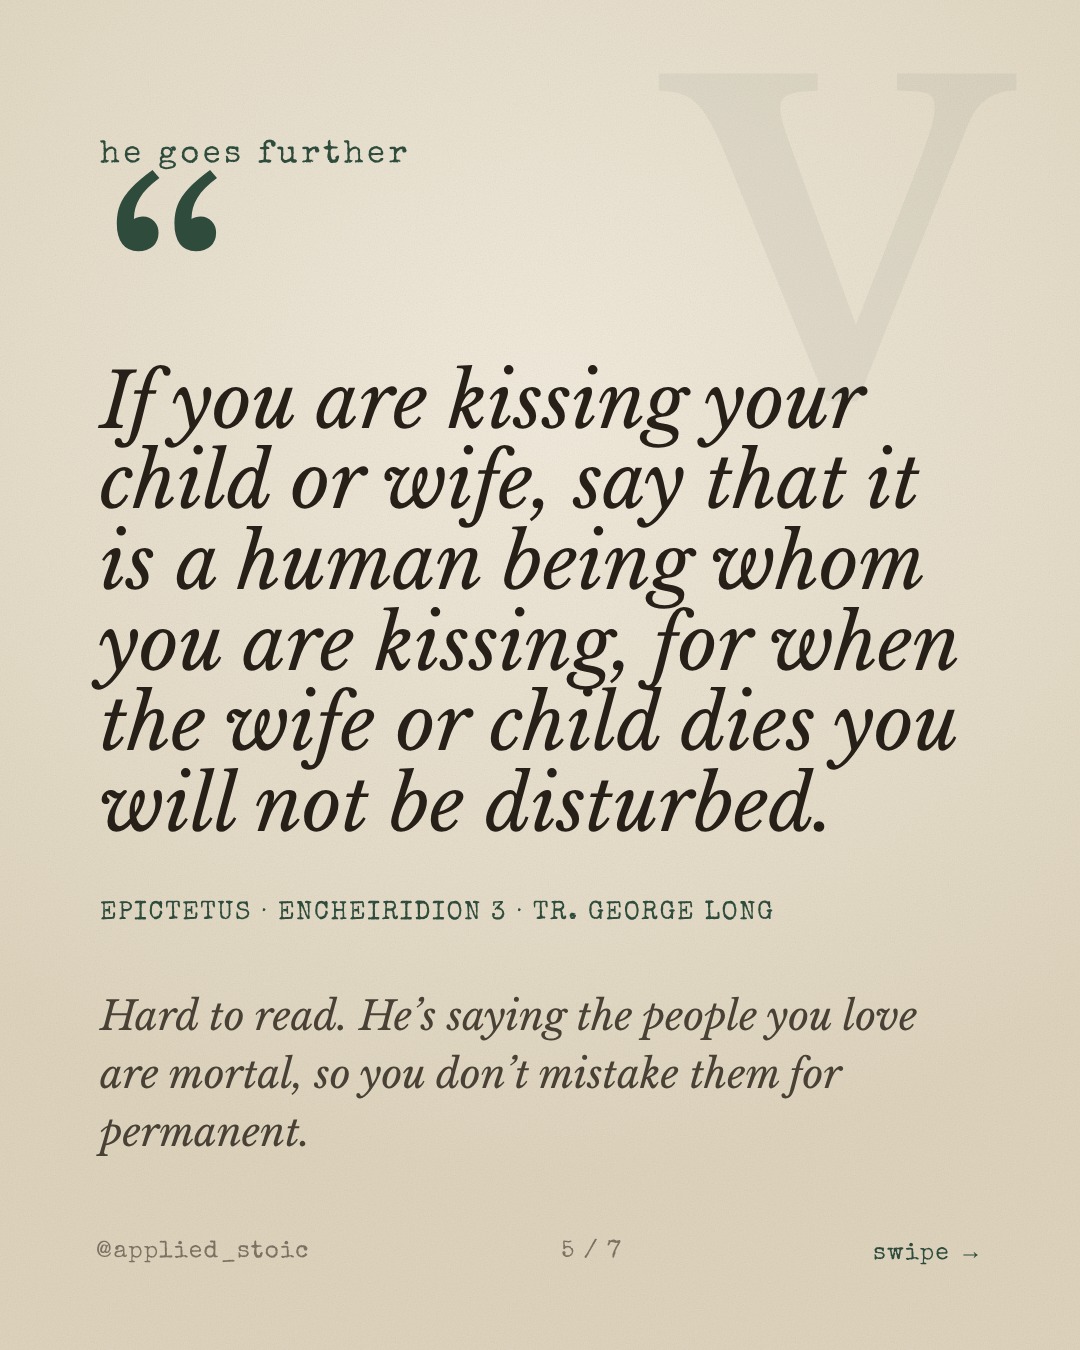 V
he goes further
“
If you are kissing your
child or wife, say that it
is a human being whom
you are kissing, for when
the wife or child dies you
will not be disturbed.
EPICTETUS · ENCHEIRIDION 3 · TR. GEORGE LONG
Hard to read. He’s saying the people you love
are mortal, so you don’t mistake them for
permanent.
@applied_stoic 5 / 7 swipe →